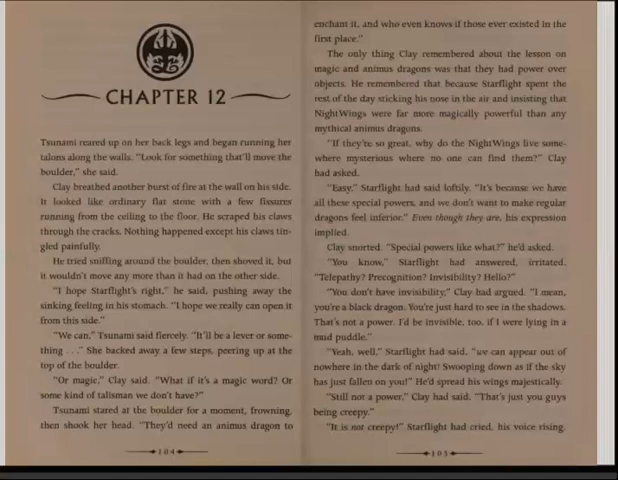 CHAPTER 12
Tsunami reared up on her back legs and began running her
talons along the walls. "Look for something that'll move the
boulder," she said.
Clay breathed another burst of fire at the wall on his side.
It looked like ordinary flat stone with a few fissures
running from the ceiling to the floor. He scraped his claws
through the cracks. Nothing happened except his claws tin-
gled painfully.
He tried sniffing around the boulder, then shoved it, but
it wouldn't move any more than it had on the other side.
"I hope Starflight's right," he said, pushing away the
sinking feeling in his stomach. "I hope we really can open it
from this side."
"We can," Tsunami said fiercely. "It'll be a lever or some-
thing . . ." She backed away a few steps, peering up at the
top of the boulder.
"Or magic," Clay said. "What if it's a magic word? Or
some kind of talisman we don't have?"
Tsunami stared at the boulder for a moment, frowning,
then shook her head. "They'd need an animus dragon to
104
enchant it, and who even knows if those ever existed in the
first place."
The only thing Clay remembered about the lesson on
magic and animus dragons was that they had power over
objects. He remembered that because Starflight spent the
rest of the day sticking his nose in the air and insisting that
NightWings were far more magically powerful than any
mythical animus dragons.
"If they're so great, why do the NightWings live some-
where mysterious where no one can find them?" Clay
had asked.
"Easy," Starflight had said loftily. "It's because we have
all these special powers, and we don't want to make regular
dragons feel inferior." Even though they are, his expression
implied.
Clay snorted. "Special powers like what?" he'd asked.
"You know," Starflight had answered, irritated.
"Telepathy? Precognition? Invisibility? Hello?"
"You don't have invisibility," Clay had argued. "I mean,
you're a black dragon. You're just hard to see in the shadows.
That's not a power. I'd be invisible, too, if I were lying in a
mud puddle."
"Yeah, well," Starflight had said, "we can appear out of
nowhere in the dark of night! Swooping down as if the sky
has just fallen on you!" He'd spread his wings majestically.
"Still not a power," Clay had said. "That's just you guys
being creepy."
"It is not creepy!" Starflight had cried, his voice rising.
105